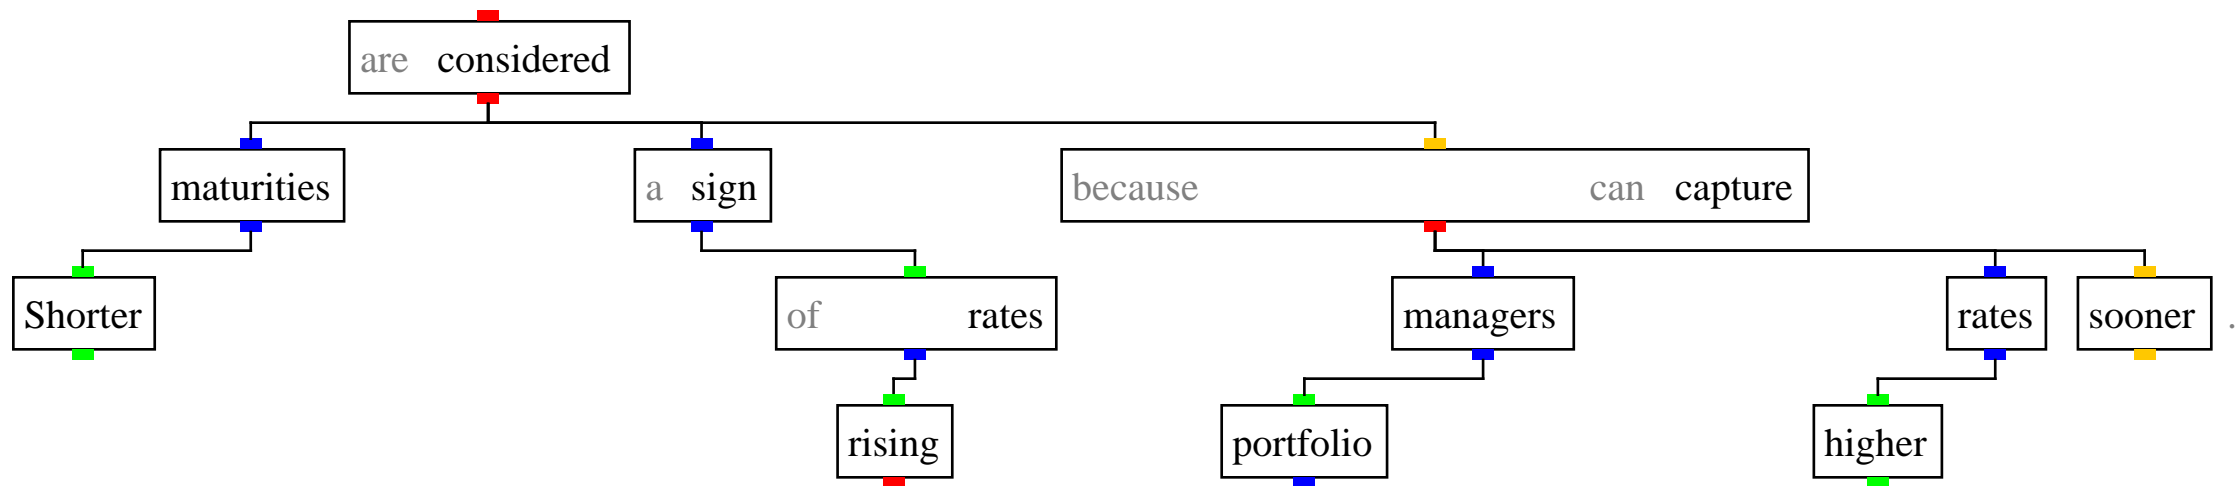 are considered
maturities a sign because can capture
Shorter of rates managers rates sooner .
rising portfolio higher